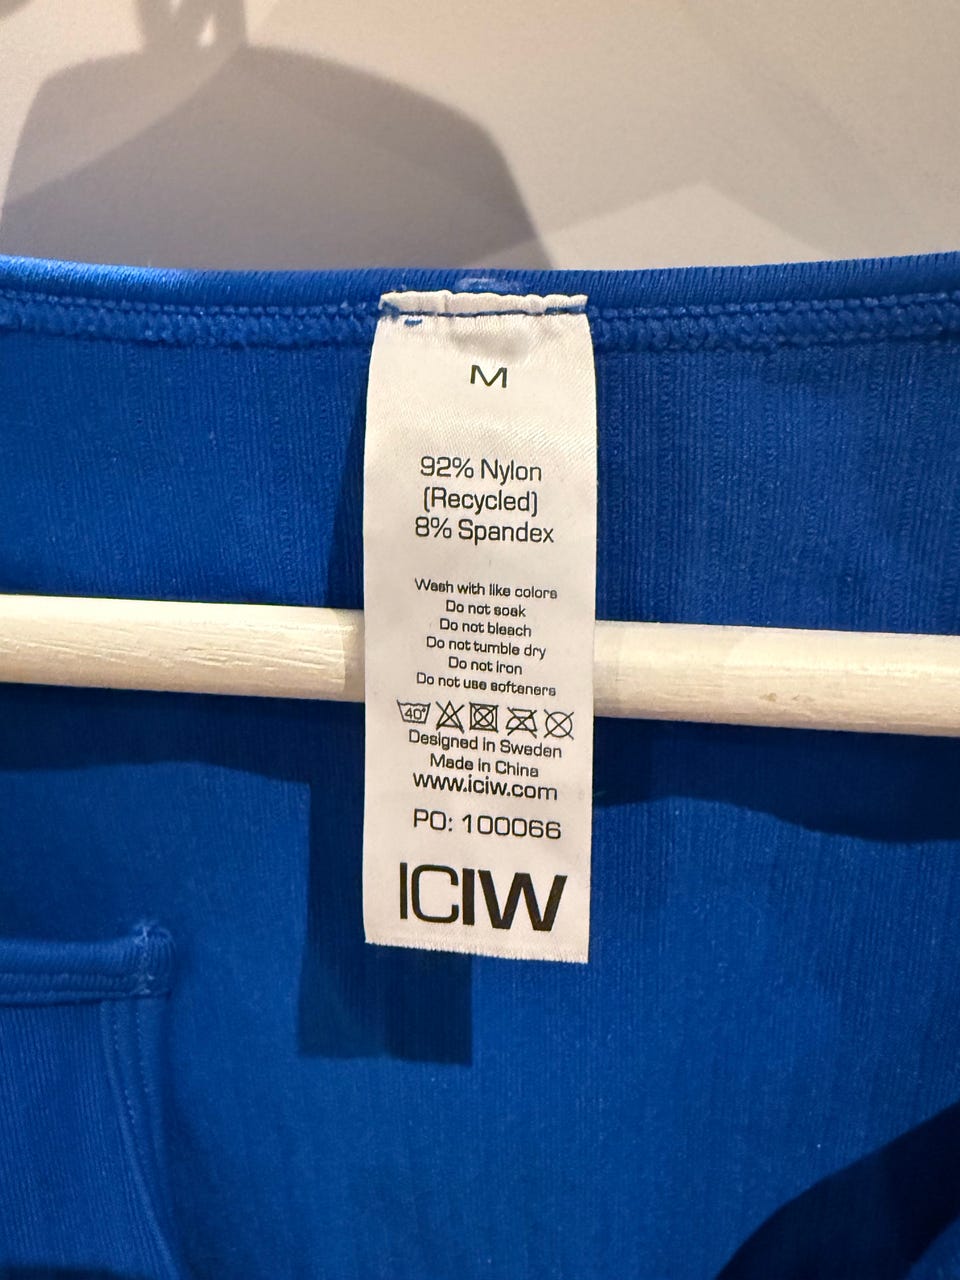 M
92% Nylon
(Recycled)
8% Spandex
Wash with like colors
Do not soak
Do not bleach
Do not tumble dry
Do not iron
Do not use softeners
40°
Designed in Sweden
Made in China
www.iciw.com
PO: 100066
ICIW